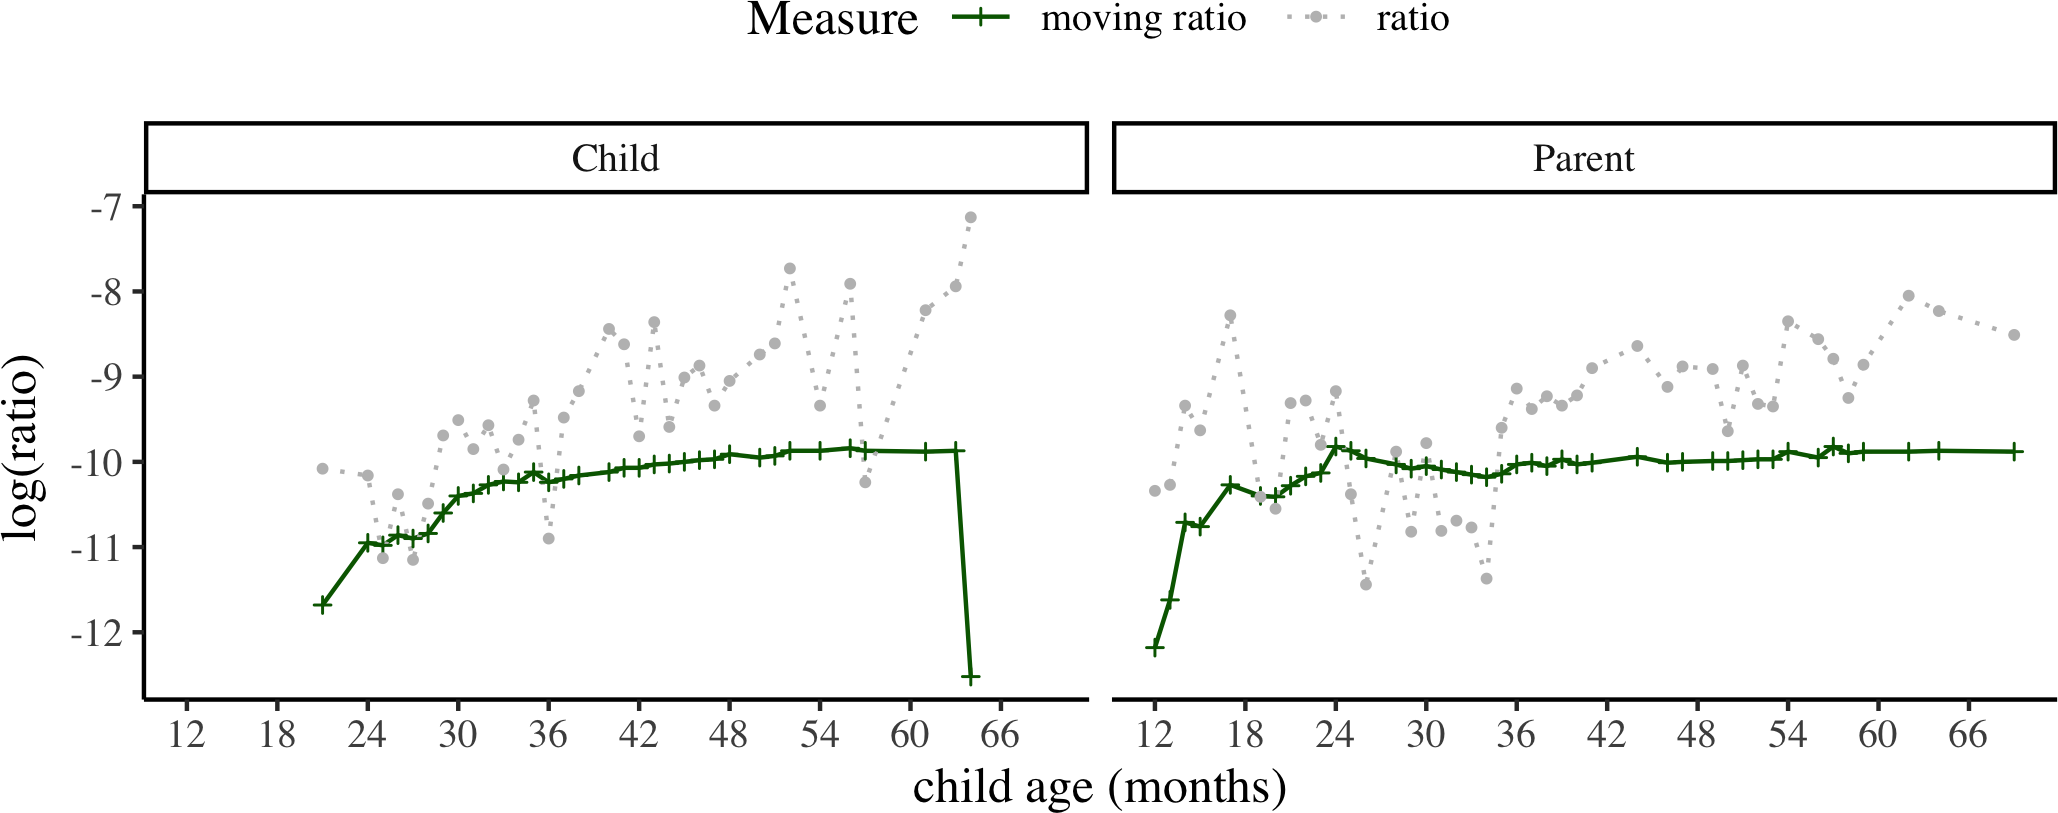 Measure moving ratio ratio
Child
Parent
log(ratio)
-7
-8
-9
-10
-11
-12
12 18 24 30 36 42 48 54 60 66
12 18 24 30 36 42 48 54 60 66
child age (months)